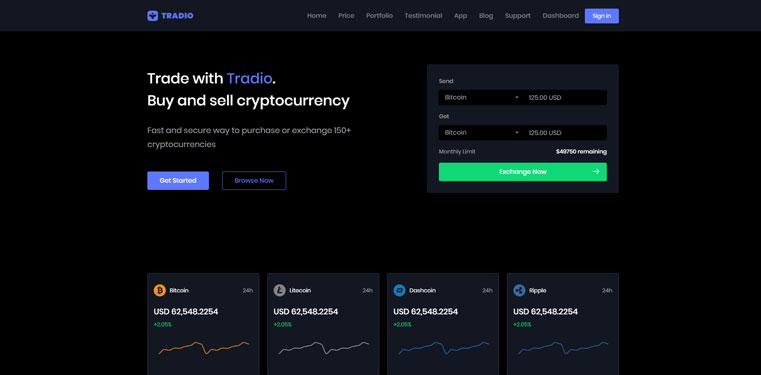 TRADIO
Home Price Portfolio Testimonial App Blog Support Dashboard Sign in
Trade with Tradio.
Buy and sell cryptocurrency
Fast and secure way to purchase or exchange 150+
cryptocurrencies
Get Started Browse Now
Send
Bitcoin 125.00 USD
Get
Bitcoin 125.00 USD
Monthly Limit $49750 remaining
Exchange Now
Bitcoin 24h
USD 62,548.2254
+2.05%
Litecoin 24h
USD 62,548.2254
+2.05%
Dashcoin 24h
USD 62,548.2254
+2.05%
Ripple 24h
USD 62,548.2254
+2.05%